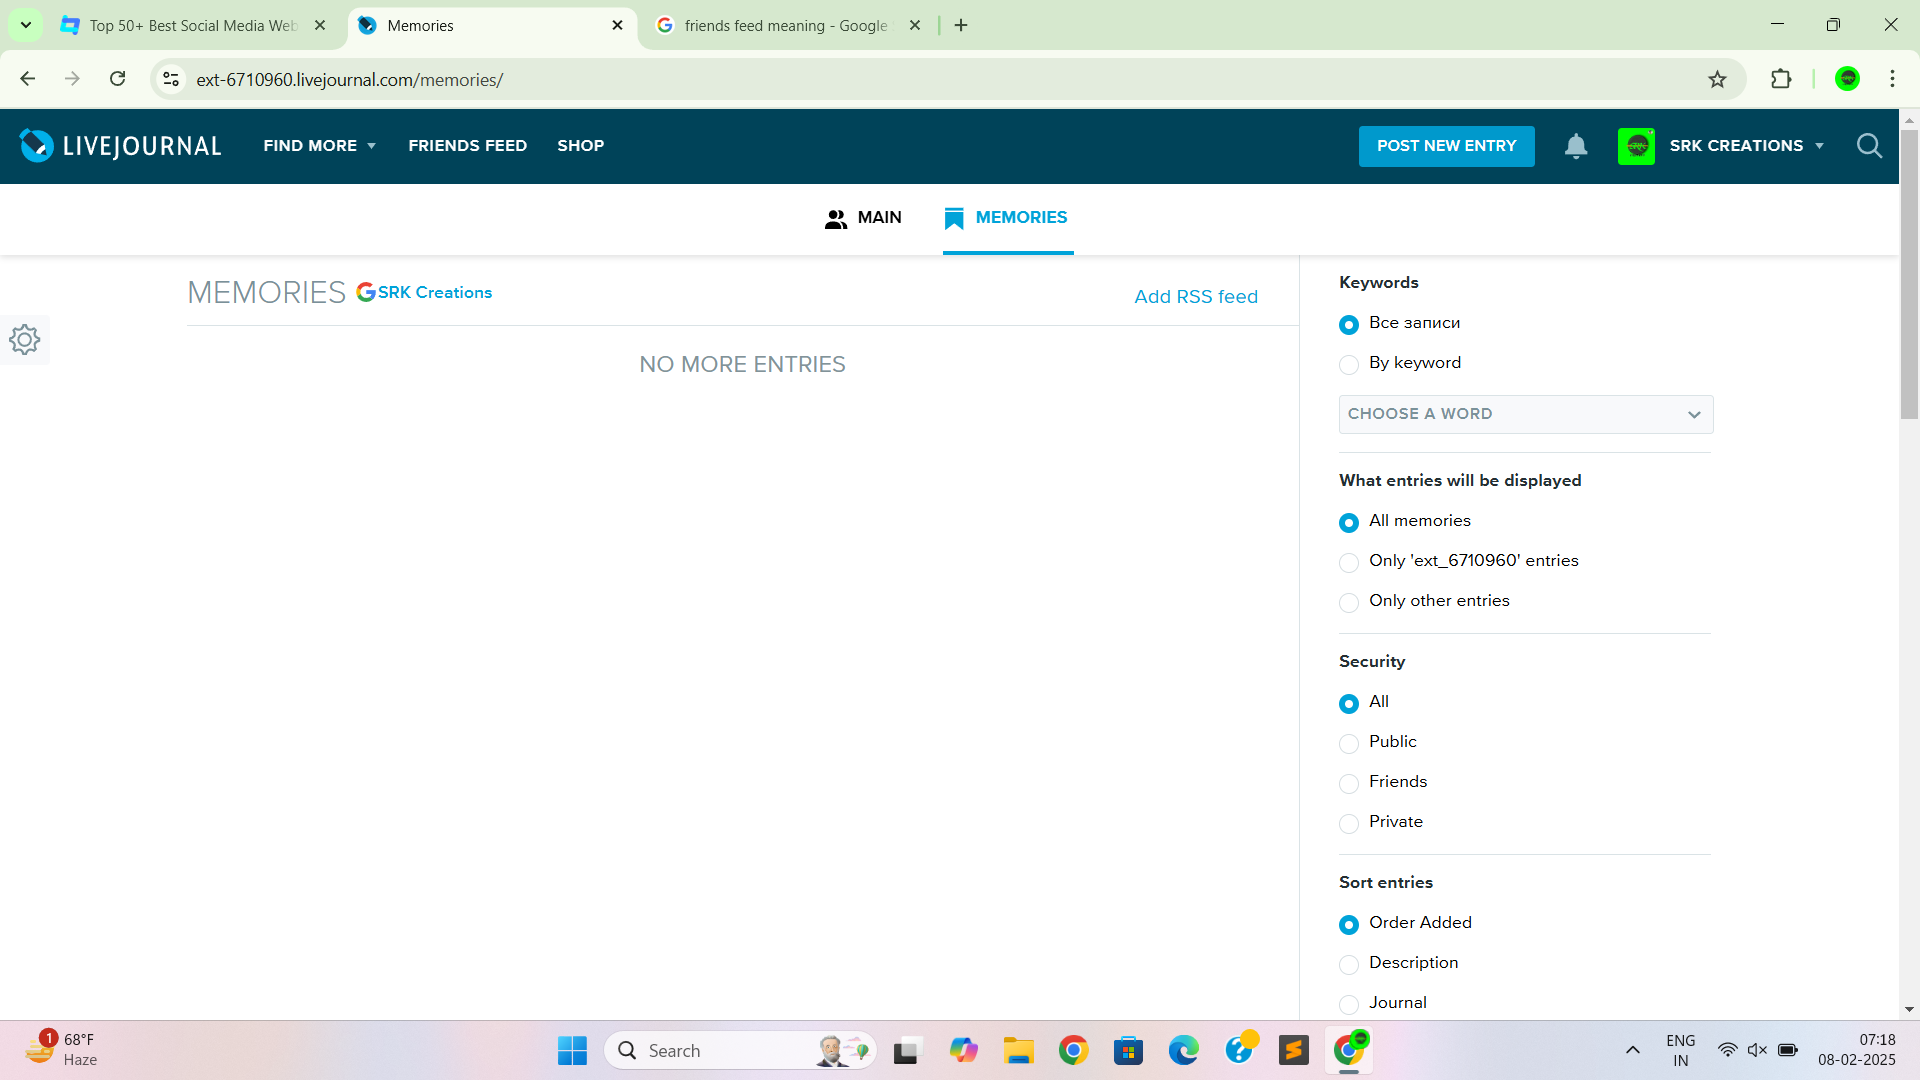 Top 50+ Best Social Media Web
Memories
friends feed meaning - Google
ext-6710960.livejournal.com/memories/
LIVEJOURNAL
FIND MORE
FRIENDS FEED
SHOP
POST NEW ENTRY
SRK CREATIONS
MAIN
MEMORIES
MEMORIES SRK Creations
Add RSS feed
NO MORE ENTRIES
Keywords
Все записи
By keyword
CHOOSE A WORD
What entries will be displayed
All memories
Only 'ext_6710960' entries
Only other entries
Security
All
Public
Friends
Private
Sort entries
Order Added
Description
Journal
1
68°F
Haze
Search
ENG
IN
07:18
08-02-2025